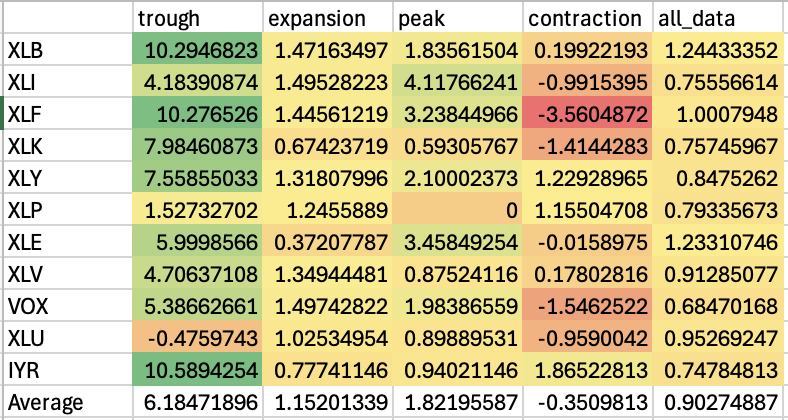 trough expansion peak contraction all_data
XLB 10.2946823 1.47163497 1.83561504 0.19922193 1.24433352
XLI 4.18390874 1.49528223 4.11766241 -0.9915395 0.75556614
XLF 10.276526 1.44561219 3.23844966 -3.5604872 1.0007948
XLK 7.98460873 0.67423719 0.59305767 -1.4144283 0.75745967
XLY 7.55855033 1.31807996 2.10002373 1.22928965 0.8475262
XLP 1.52732702 1.2455889 0 1.15504708 0.79335673
XLE 5.9998566 0.37207787 3.45849254 -0.0158975 1.23310746
XLV 4.70637108 1.34944481 0.87524116 0.17802816 0.91285077
VOX 5.38662661 1.49742822 1.98386559 -1.5462522 0.68470168
XLU -0.4759743 1.02534954 0.89889531 -0.9590042 0.95269247
IYR 10.5894254 0.77741146 0.94021146 1.86522813 0.74784813
Average 6.18471896 1.15201339 1.82195587 -0.3509813 0.90274887